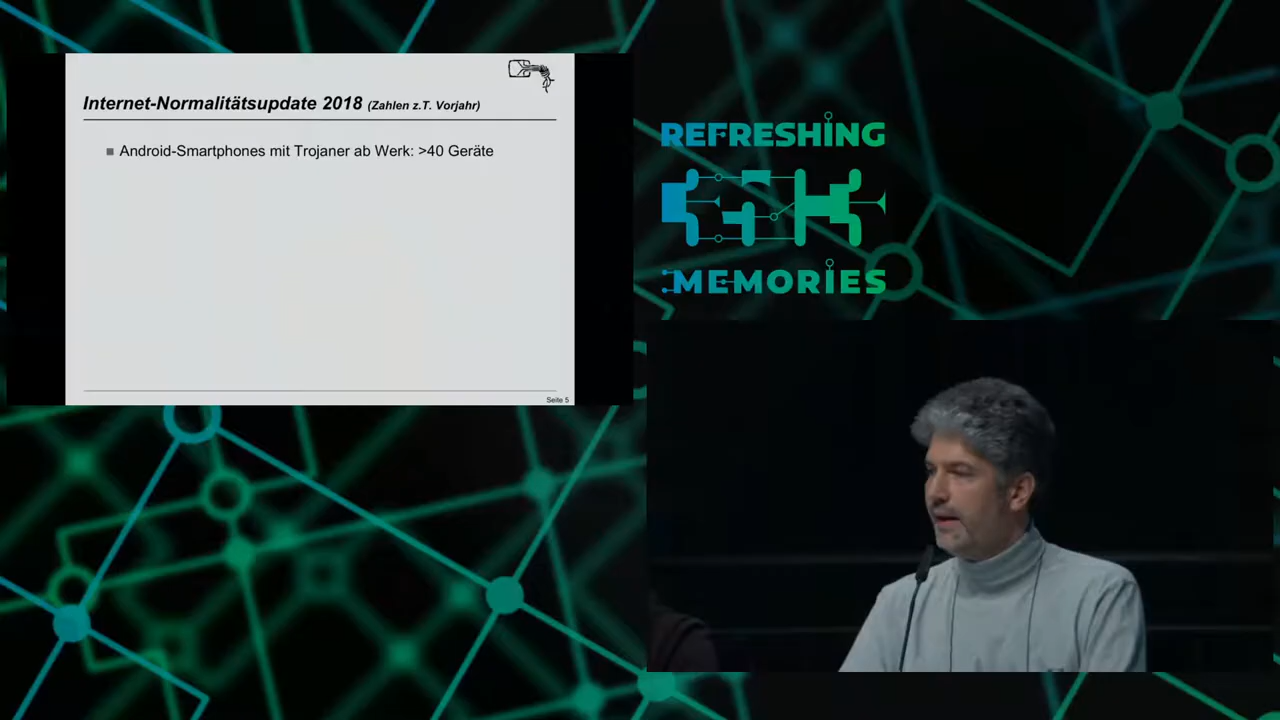 Internet-Normalitätsupdate 2018 (Zahlen z.T. Vorjahr)
Android-Smartphones mit Trojaner ab Werk: >40 Geräte
Seite 5
REFRESHING
MEMORIES